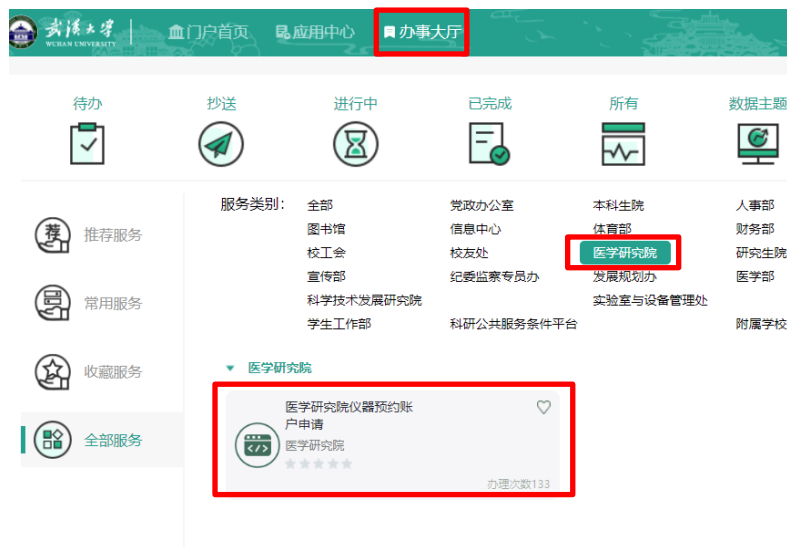 武漢大學 WUHAN UNIVERSITY 门户首页 应用中心 办事大厅
待办 抄送 进行中 已完成 所有 数据主题
服务类别： 全部 党政办公室 本科生院 人事部
图书馆 信息中心 体育部 财务部
校工会 校友处 医学研究院 研究生院
宣传部 纪委监察专员办 发展规划办 医学部
科学技术发展研究院 实验室与设备管理处
学生工作部 科研公共服务条件平台 附属学校
推荐服务
常用服务
收藏服务
全部服务
医学研究院
医学研究院仪器预约账
户申请
医学研究院
办理次数133